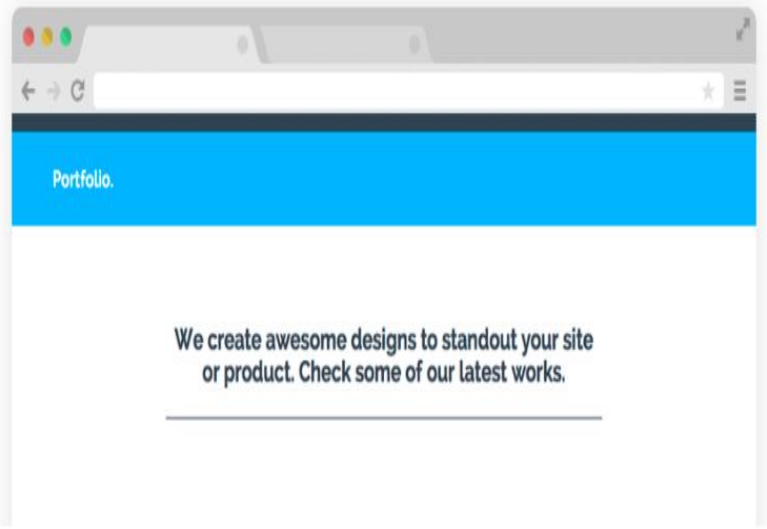 Portfolio.
We create awesome designs to standout your site
or product. Check some of our latest works.